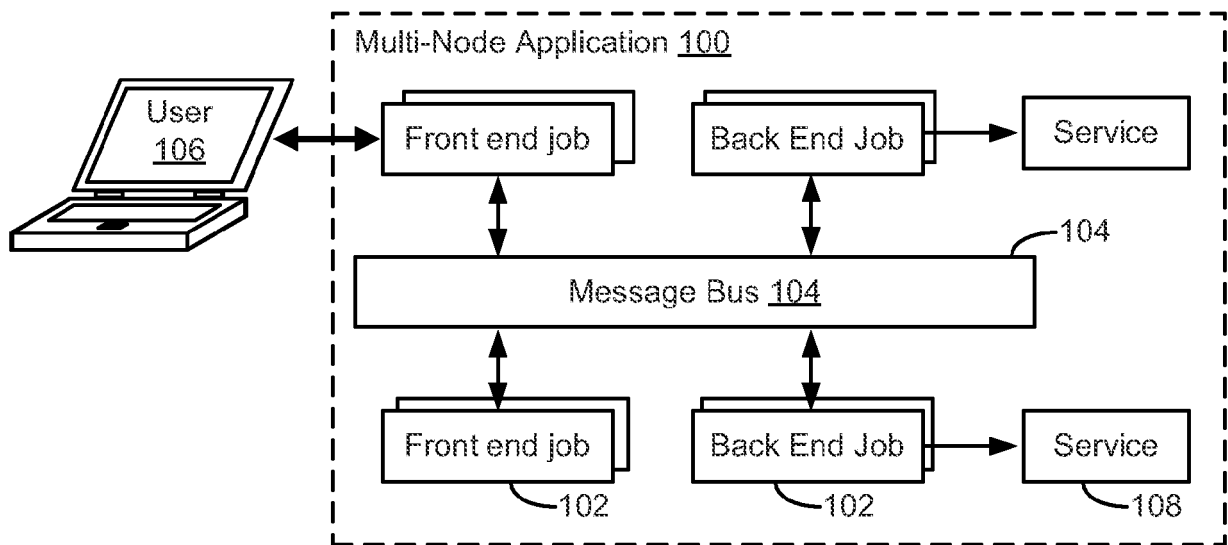 Multi-Node Application 100
User
106
Front end job
Back End Job
Service
104
Message Bus 104
Front end job
Back End Job
Service
102
102
108